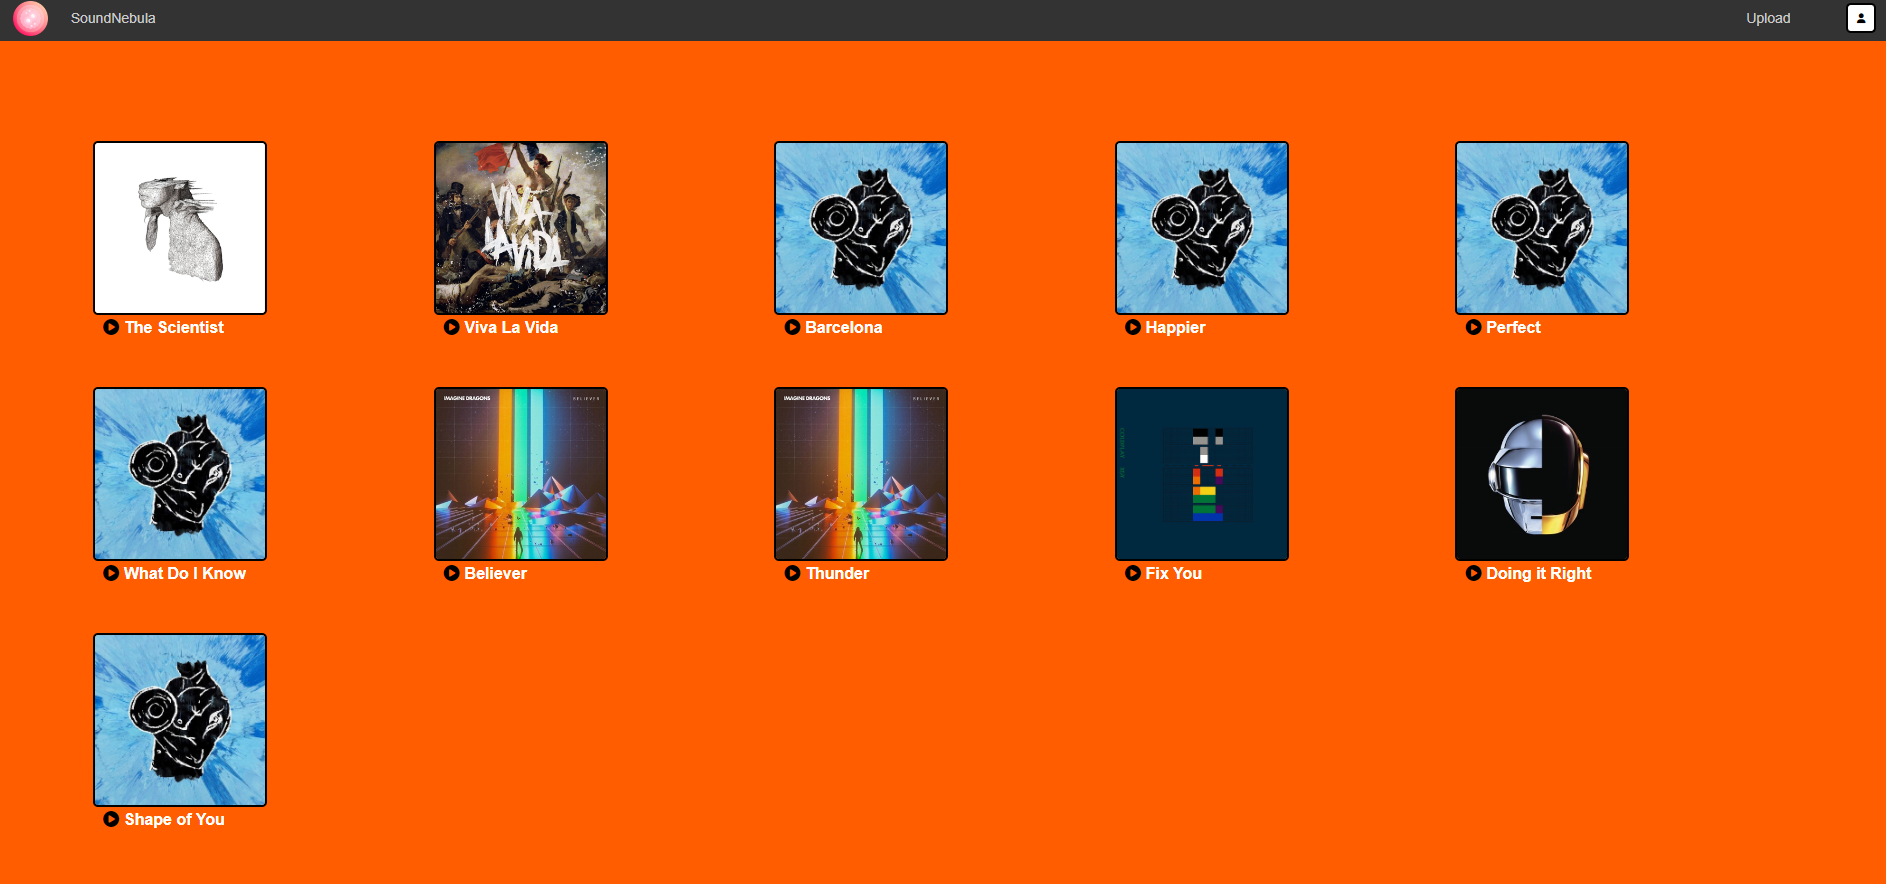 SoundNebula
Upload
VIVA
LA VIDA
The Scientist
Viva La Vida
Barcelona
Happier
Perfect
IMAGINE DRAGONS
BELIEVER
IMAGINE DRAGONS
BELIEVER
COLDPLAY X&Y
What Do I Know
Believer
Thunder
Fix You
Doing it Right
Shape of You